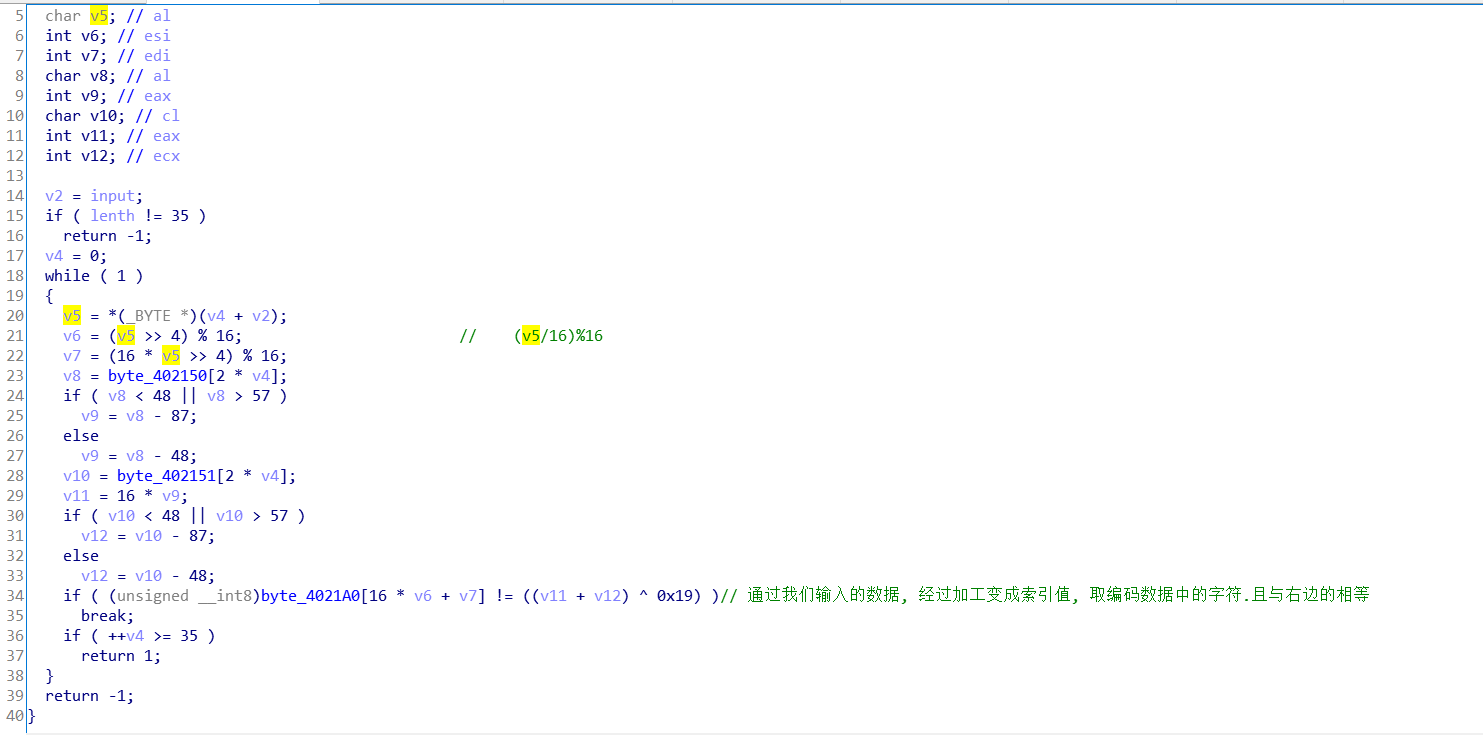 5 char v5; // al
6 int v6; // esi
7 int v7; // edi
8 char v8; // al
9 int v9; // eax
10 char v10; // cl
11 int v11; // eax
12 int v12; // ecx
13
14 v2 = input;
15 if ( lenth != 35 )
16 return -1;
17 v4 = 0;
18 while ( 1 )
19 {
20 v5 = *(_BYTE *)(v4 + v2);
21 v6 = (v5 >> 4) % 16; // (v5/16)%16
22 v7 = (16 * v5 >> 4) % 16;
23 v8 = byte_402150[2 * v4];
24 if ( v8 < 48 || v8 > 57 )
25 v9 = v8 - 87;
26 else
27 v9 = v8 - 48;
28 v10 = byte_402151[2 * v4];
29 v11 = 16 * v9;
30 if ( v10 < 48 || v10 > 57 )
31 v12 = v10 - 87;
32 else
33 v12 = v10 - 48;
34 if ( (unsigned __int8)byte_4021A0[16 * v6 + v7] != ((v11 + v12) ^ 0x19) )// 通过我们输入的数据, 经过加工变成索引值, 取编码数据中的字符.且与右边的相等
35 break;
36 if ( ++v4 >= 35 )
37 return 1;
38 }
39 return -1;
40 }